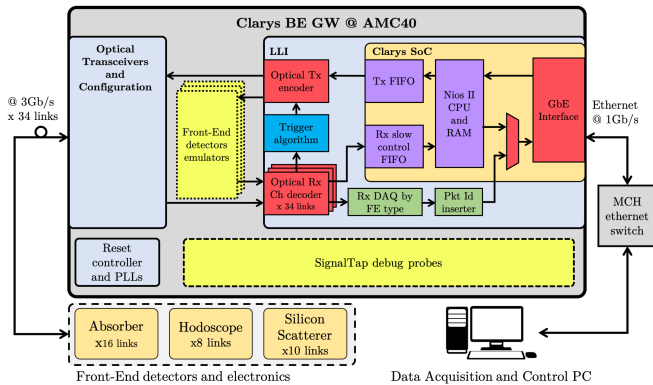 Clarys BE GW @ AMC40
Optical
Transceivers
and
Configuration
LLI
Clarys SoC
Optical Tx
encoder
Tx FIFO
Nios II
CPU
and
RAM
GbE
Interface
@ 3Gb/s
x 34 links
Ethernet
@ 1Gb/s
Front-End
detectors
emulators
Trigger
algorithm
Rx slow
control
FIFO
Optical Rx
Ch decoder
x 34 links
Rx DAQ by
FE type
Pkt Id
inserter
MCH
ethernet
switch
Reset
controller
and PLLs
SignalTap debug probes
Absorber
x16 links
Hodoscope
x8 links
Silicon
Scatterer
x10 links
Front-End detectors and electronics
Data Acquisition and Control PC